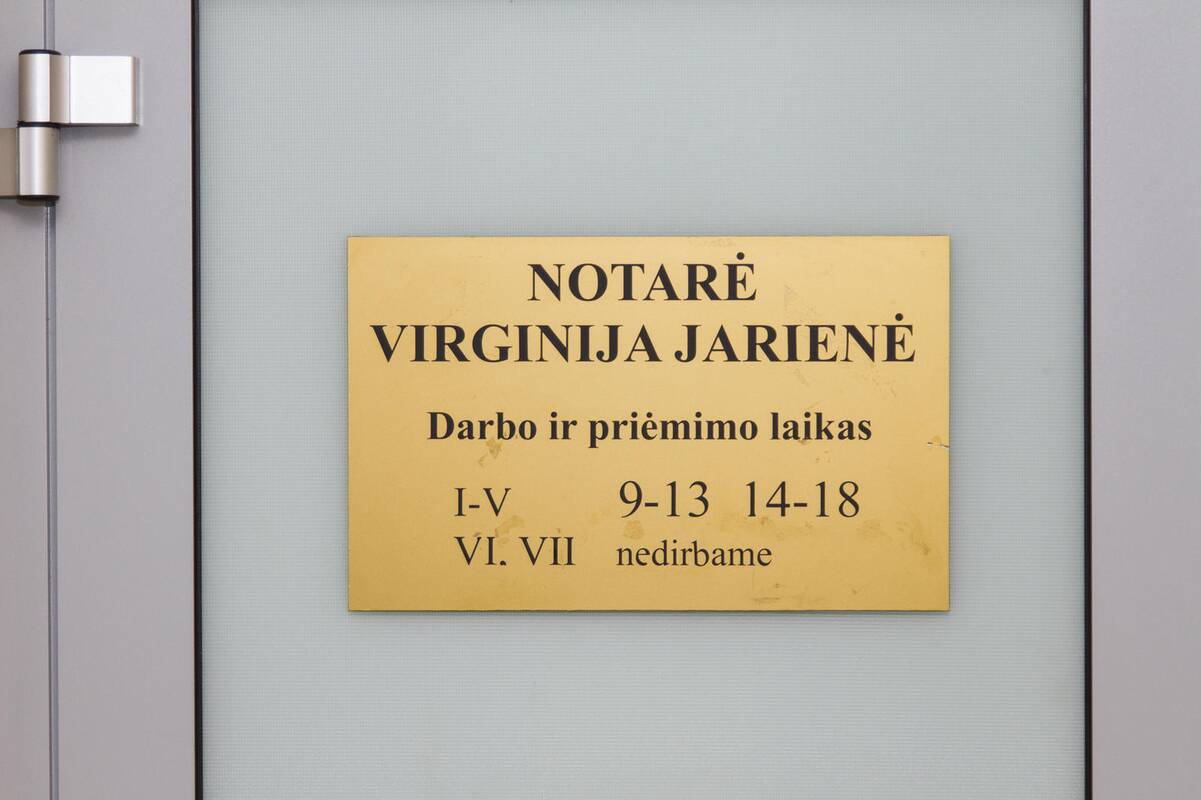 NOTARĖ
VIRGINIJA JARIENĖ
Darbo ir priėmimo laikas
I-V 9-13 14-18
VI. VII nedirbame